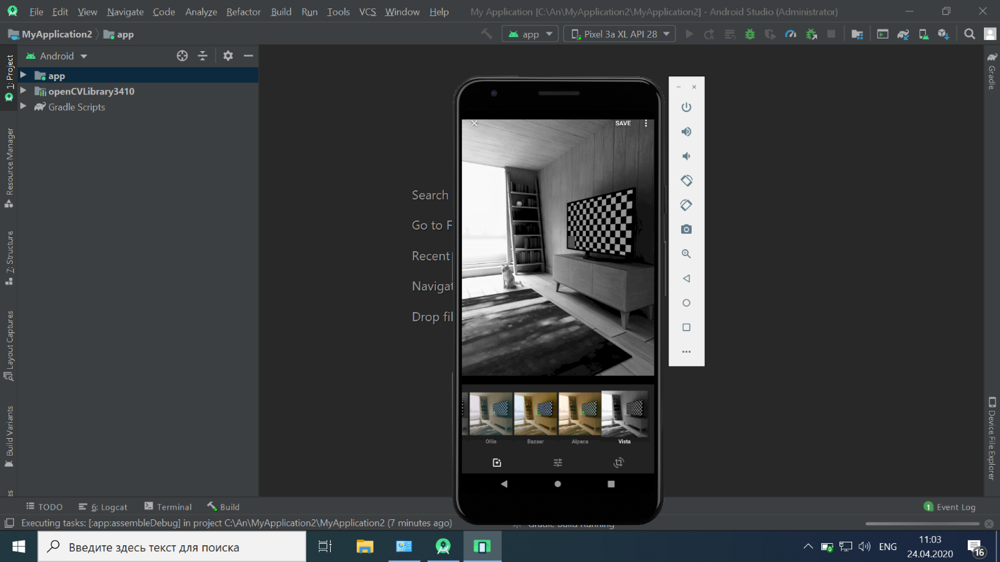 File Edit View Navigate Code Analyze Refactor Build Run Tools VCS Window Help My Application [C:\An\MyApplication2\MyApplication2] - Android Studio (Administrator)
MyApplication2 app
app Pixel 3a XL API 28
Android
app
openCVLibrary3410
Gradle Scripts
1: Project
Resource Manager
7: Structure
Layout Captures
Build Variants
Gradle
Device File Explorer
Search
Go to F
Recent
Navigat
Drop fil
SAVE
Ollie Bazaar Alpaca Vista
TODO 6: Logcat Terminal Build 1 Event Log
Executing tasks: [:app:assembleDebug] in project C:\An\MyApplication2\MyApplication2 (7 minutes ago) Gradle Build Running
Введите здесь текст для поиска
ENG
11:03
24.04.2020
16